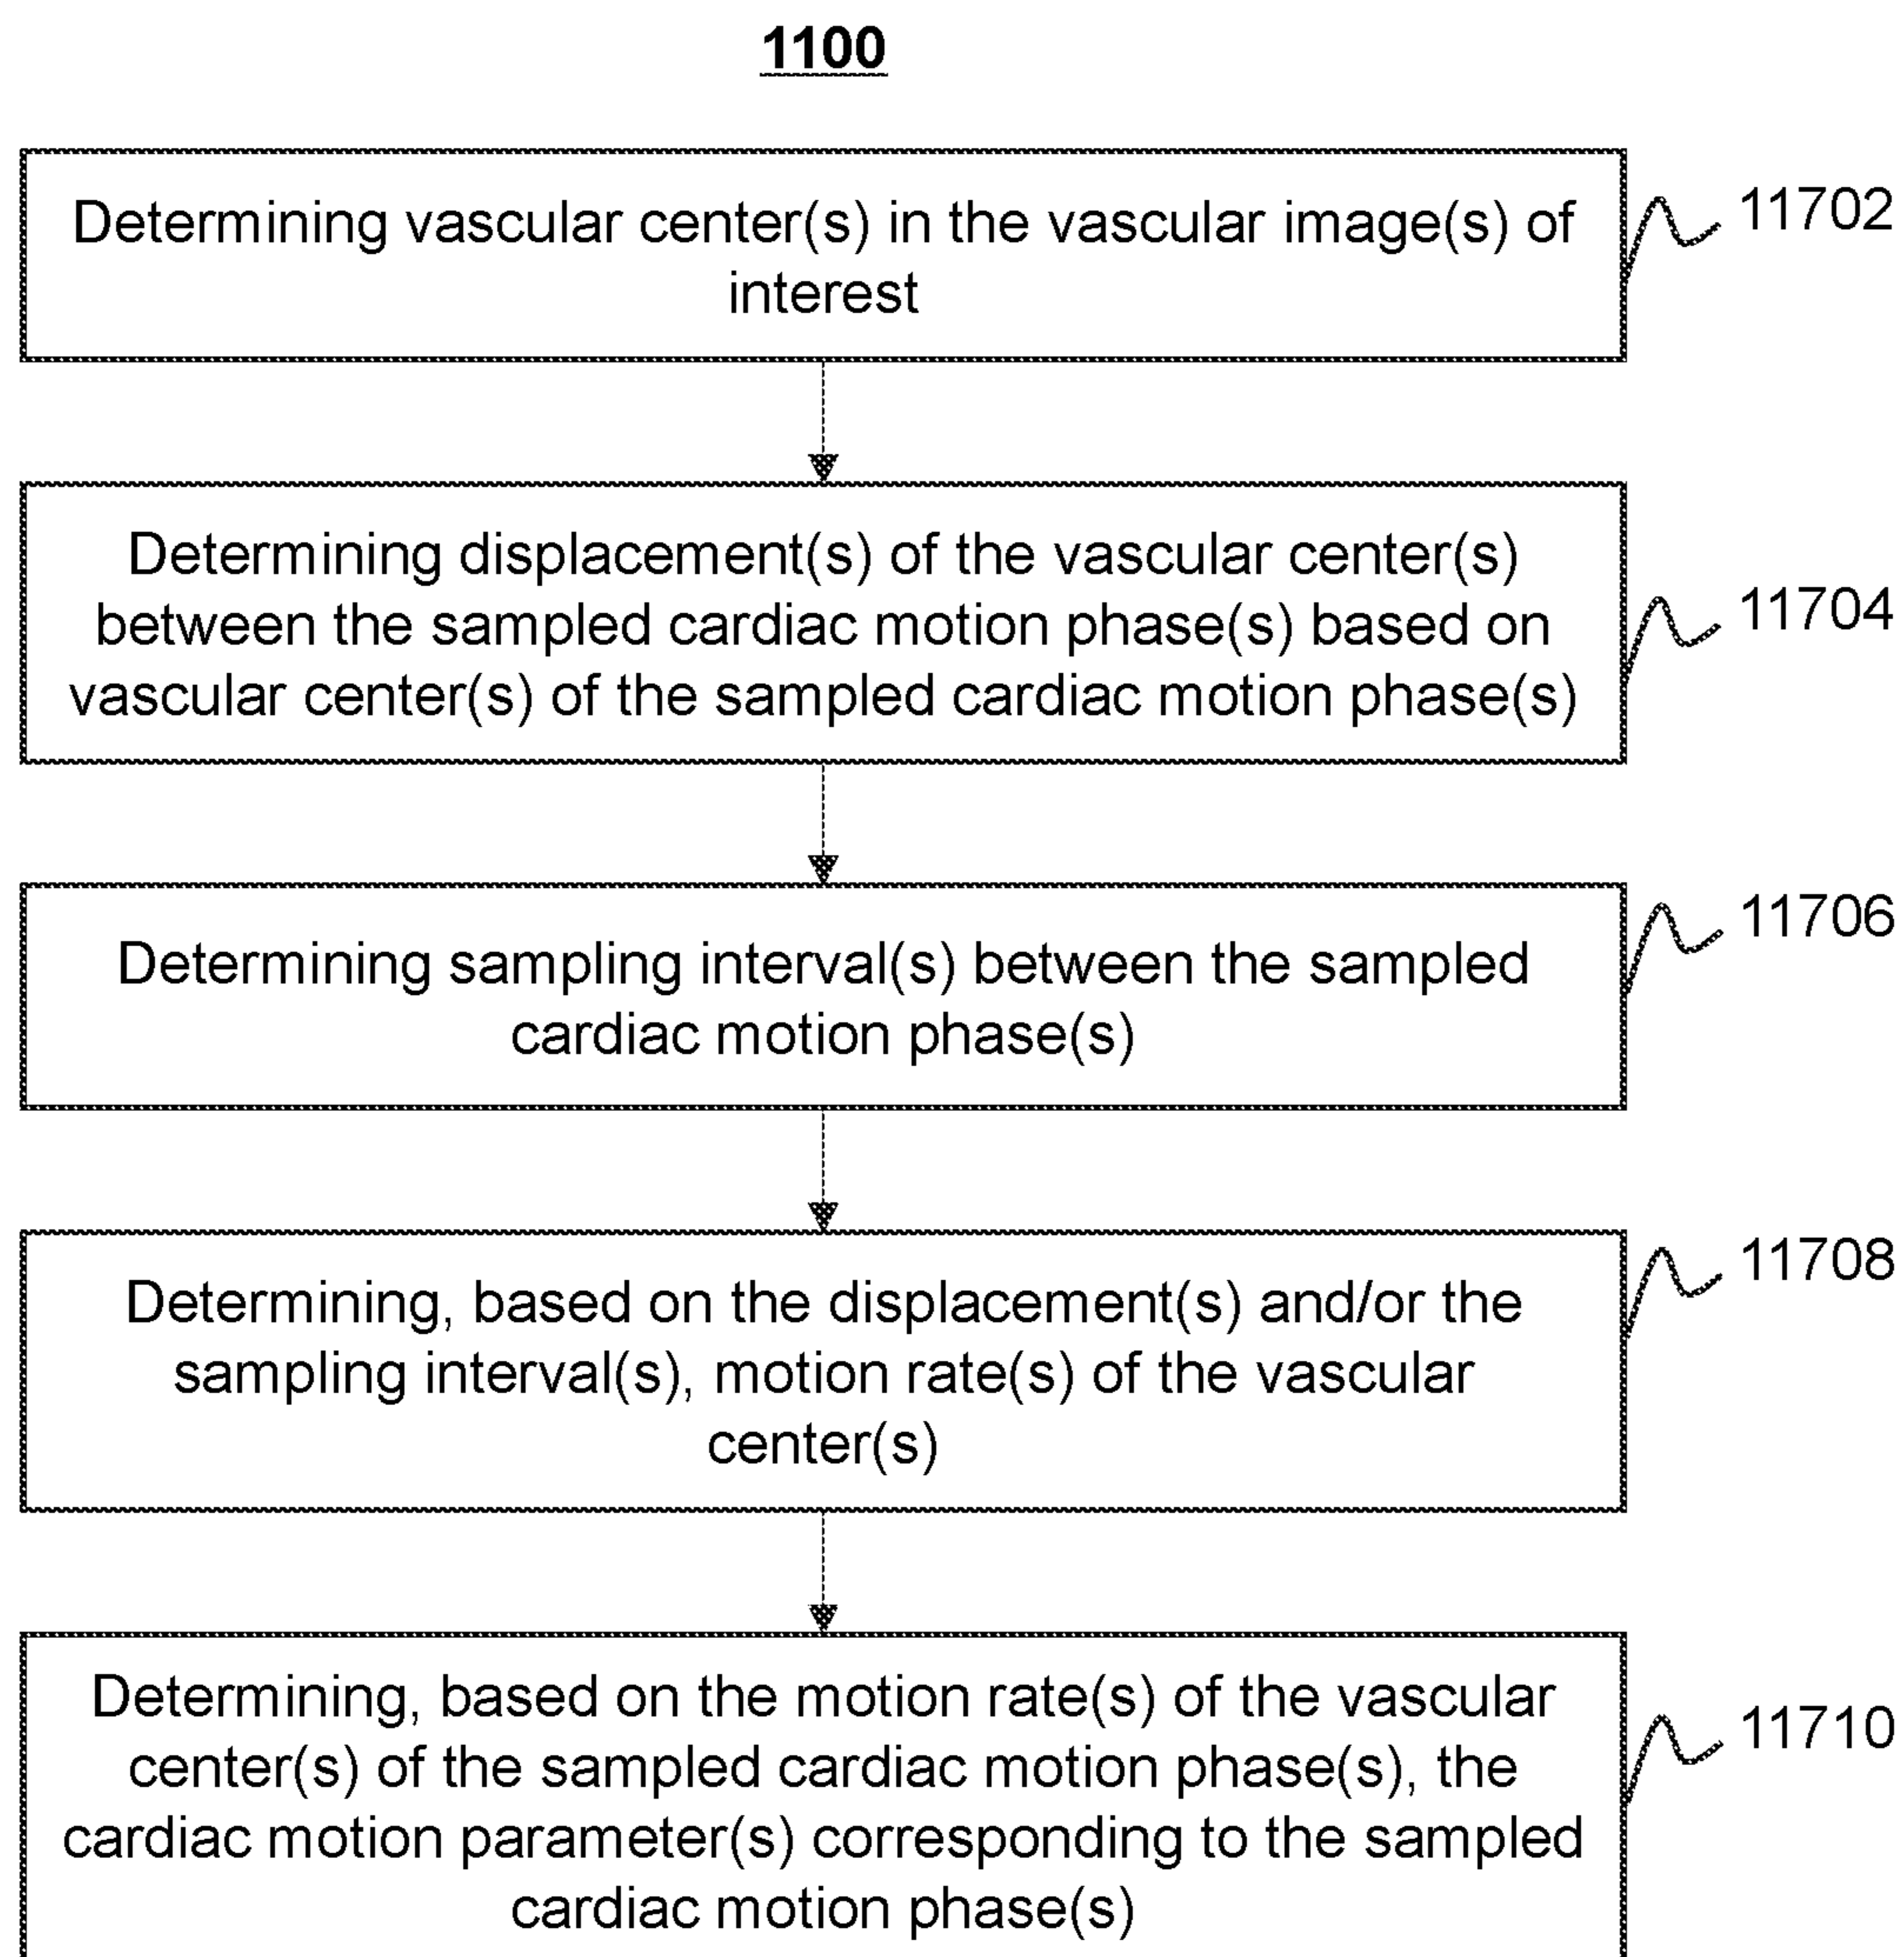 1100
Determining vascular center(s) in the vascular image(s) of
interest
11702
Determining displacement(s) of the vascular center(s)
between the sampled cardiac motion phase(s) based on
vascular center(s) of the sampled cardiac motion phase(s)
11704
Determining sampling interval(s) between the sampled
cardiac motion phase(s)
11706
Determining, based on the displacement(s) and/or the
sampling interval(s), motion rate(s) of the vascular
center(s)
11708
Determining, based on the motion rate(s) of the vascular
center(s) of the sampled cardiac motion phase(s), the
cardiac motion parameter(s) corresponding to the sampled
cardiac motion phase(s)
11710